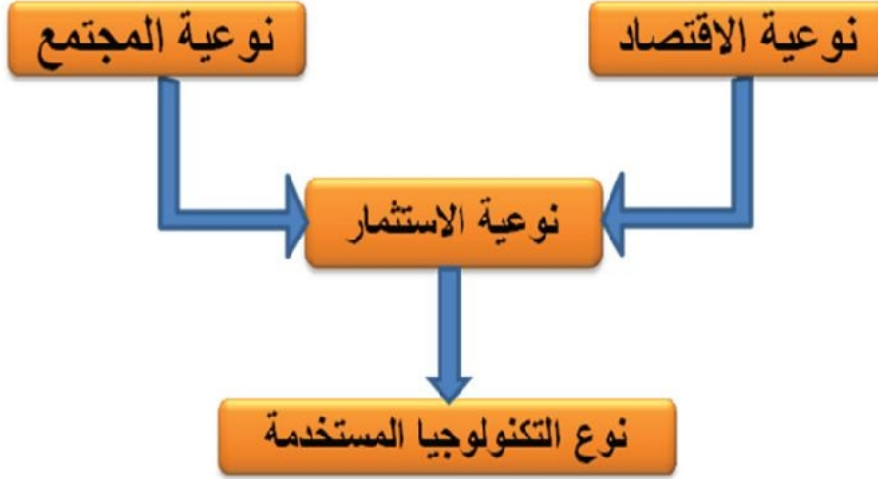 نوعية الاقتصاد
نوعية المجتمع
نوعية الاستثمار
نوع التكنولوجيا المستخدمة